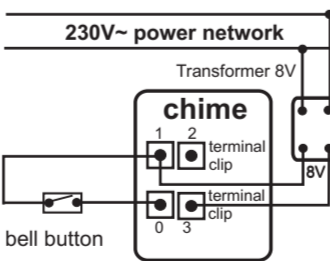 230V~ power network
Transformer 8V
chime
1 2
terminal
clip
8V
terminal
clip
0 3
bell button